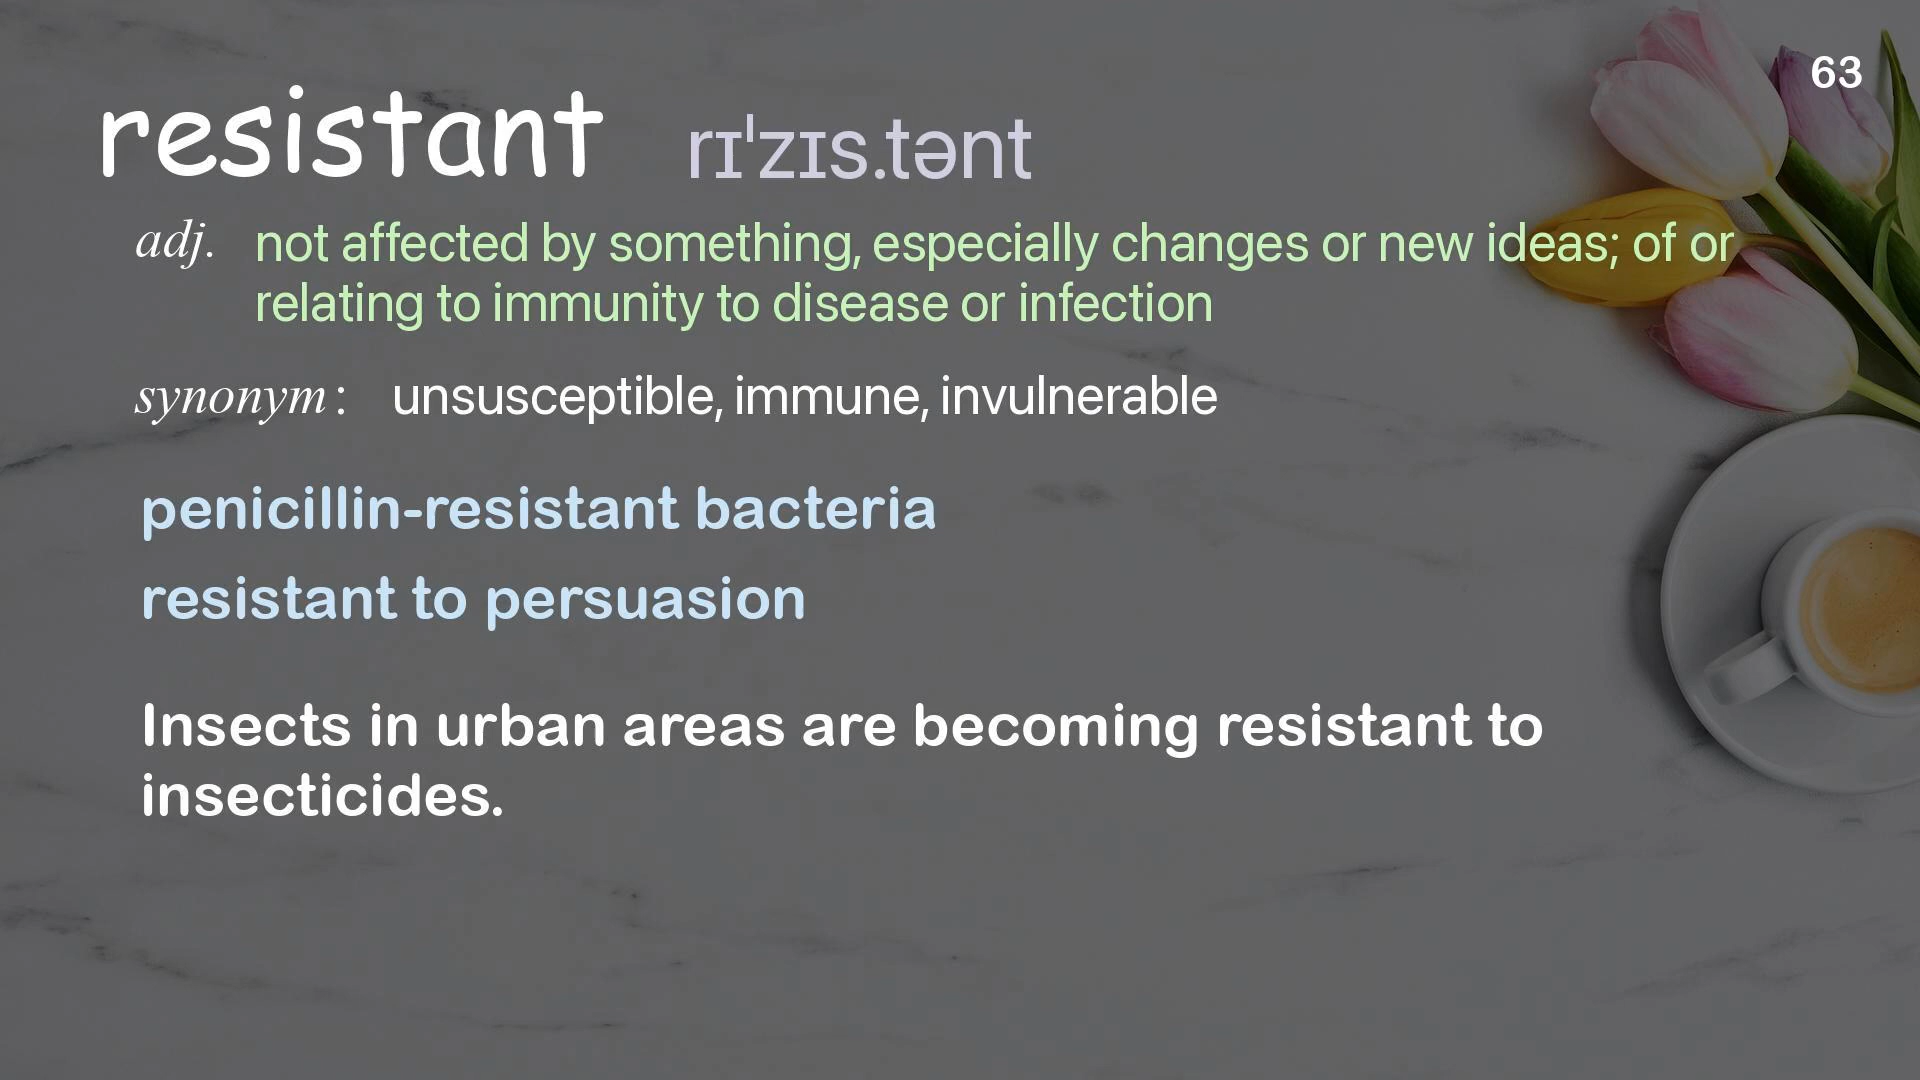 63
resistant rɪˈzɪs.tənt
adj. not affected by something, especially changes or new ideas; of or
relating to immunity to disease or infection
synonym: unsusceptible, immune, invulnerable
penicillin-resistant bacteria
resistant to persuasion
Insects in urban areas are becoming resistant to
insecticides.